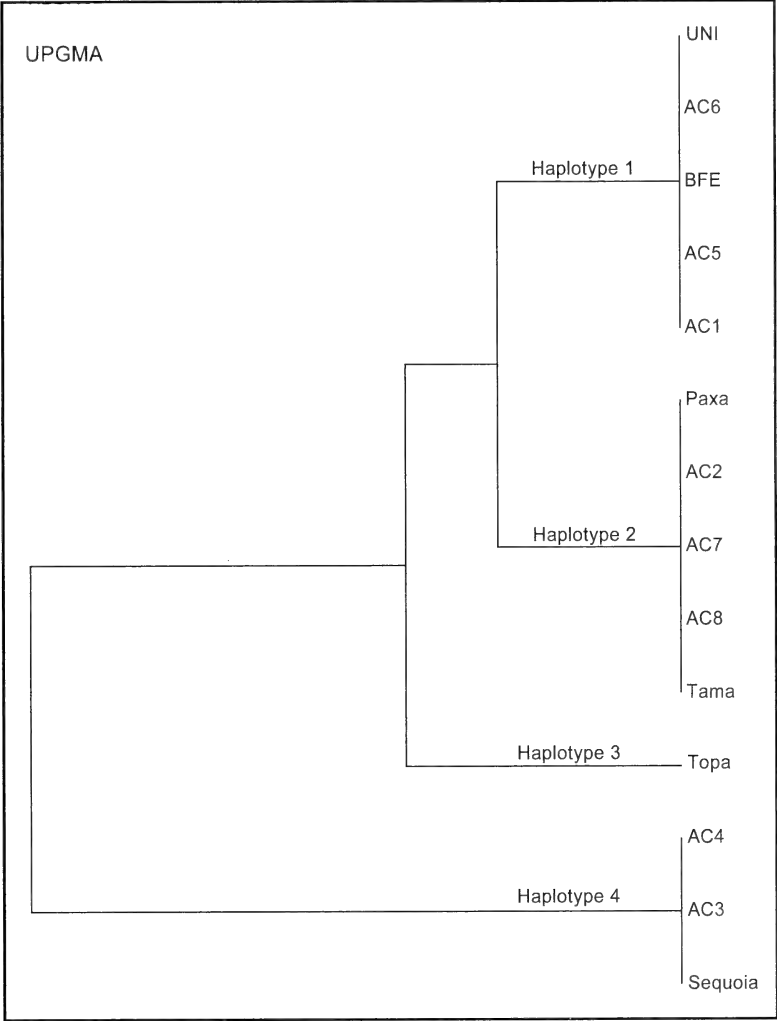 UPGMA
UNI
AC6
Haplotype 1
BFE
AC5
AC1
Paxa
AC2
Haplotype 2
AC7
AC8
Tama
Haplotype 3
Topa
AC4
Haplotype 4
AC3
Sequoia